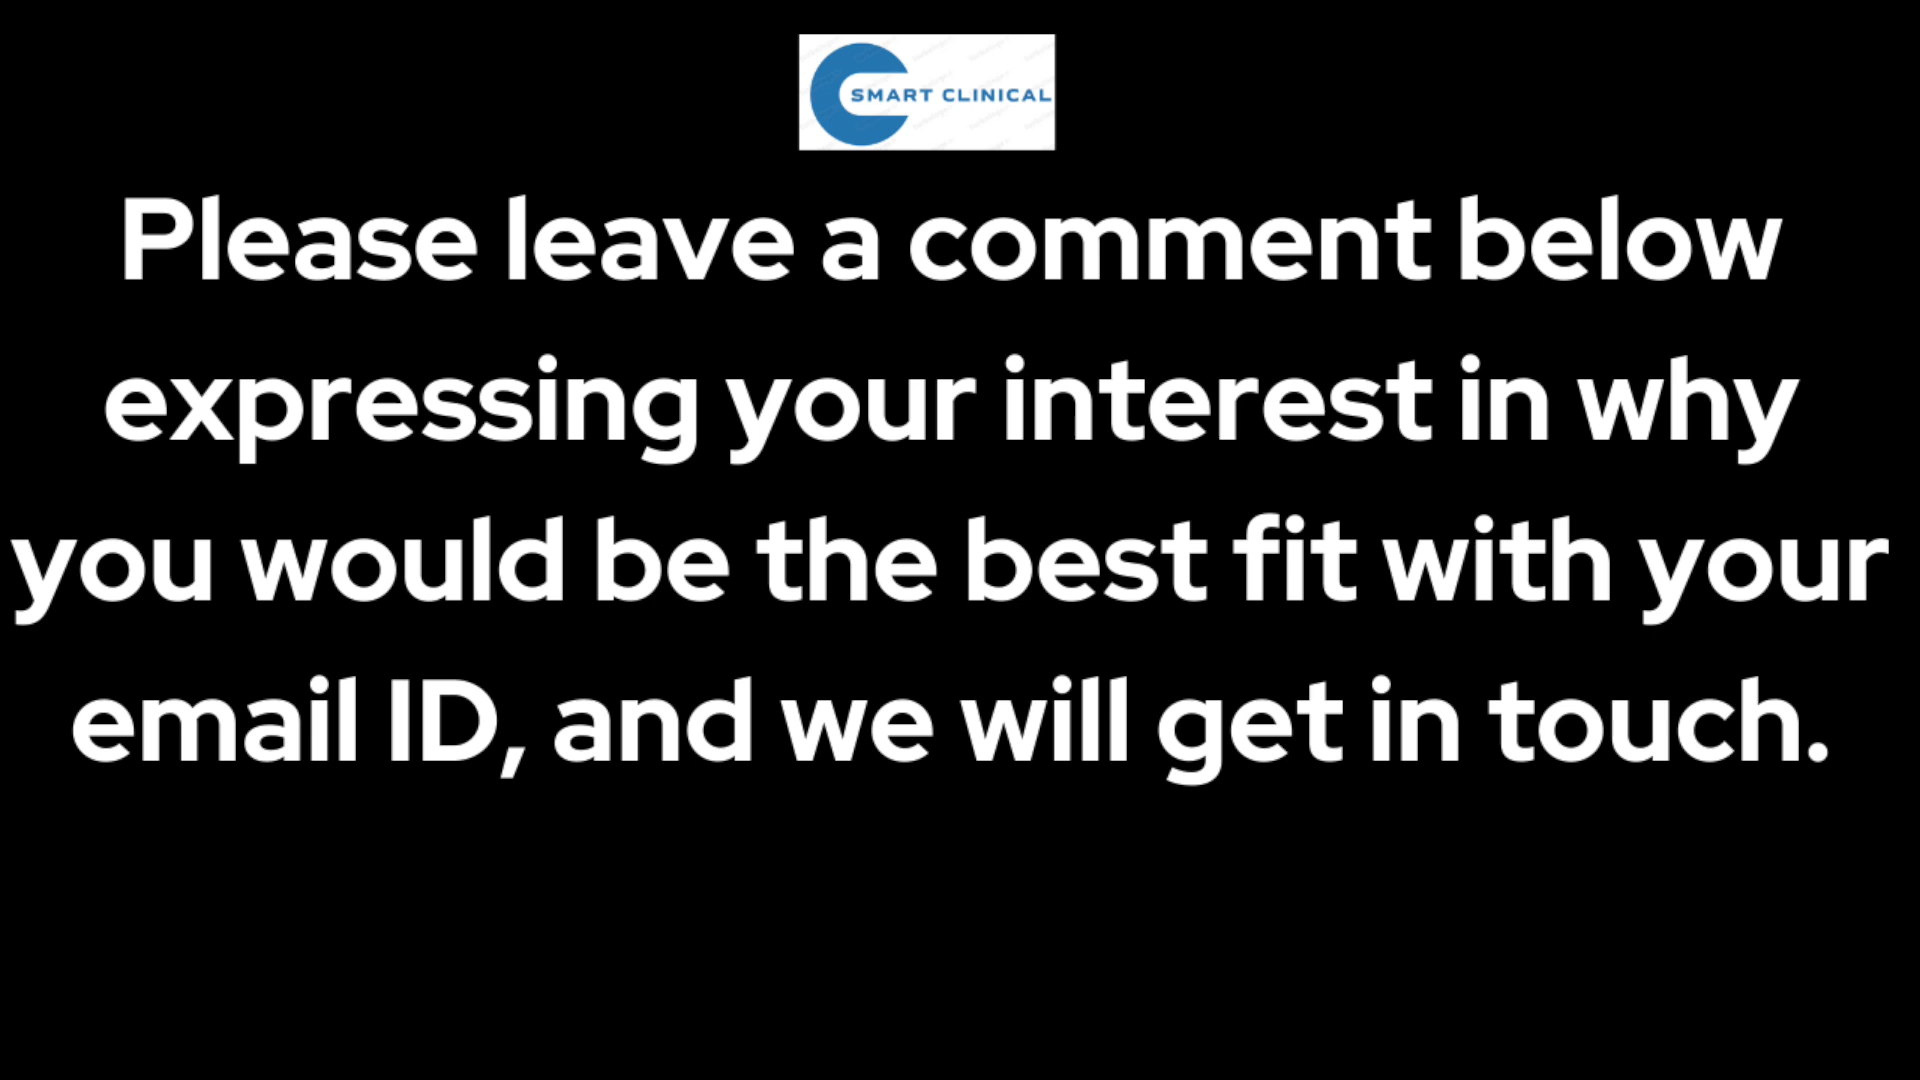 SMART CLINICAL
Please leave a comment below
expressing your interest in why
you would be the best fit with your
email ID, and we will get in touch.